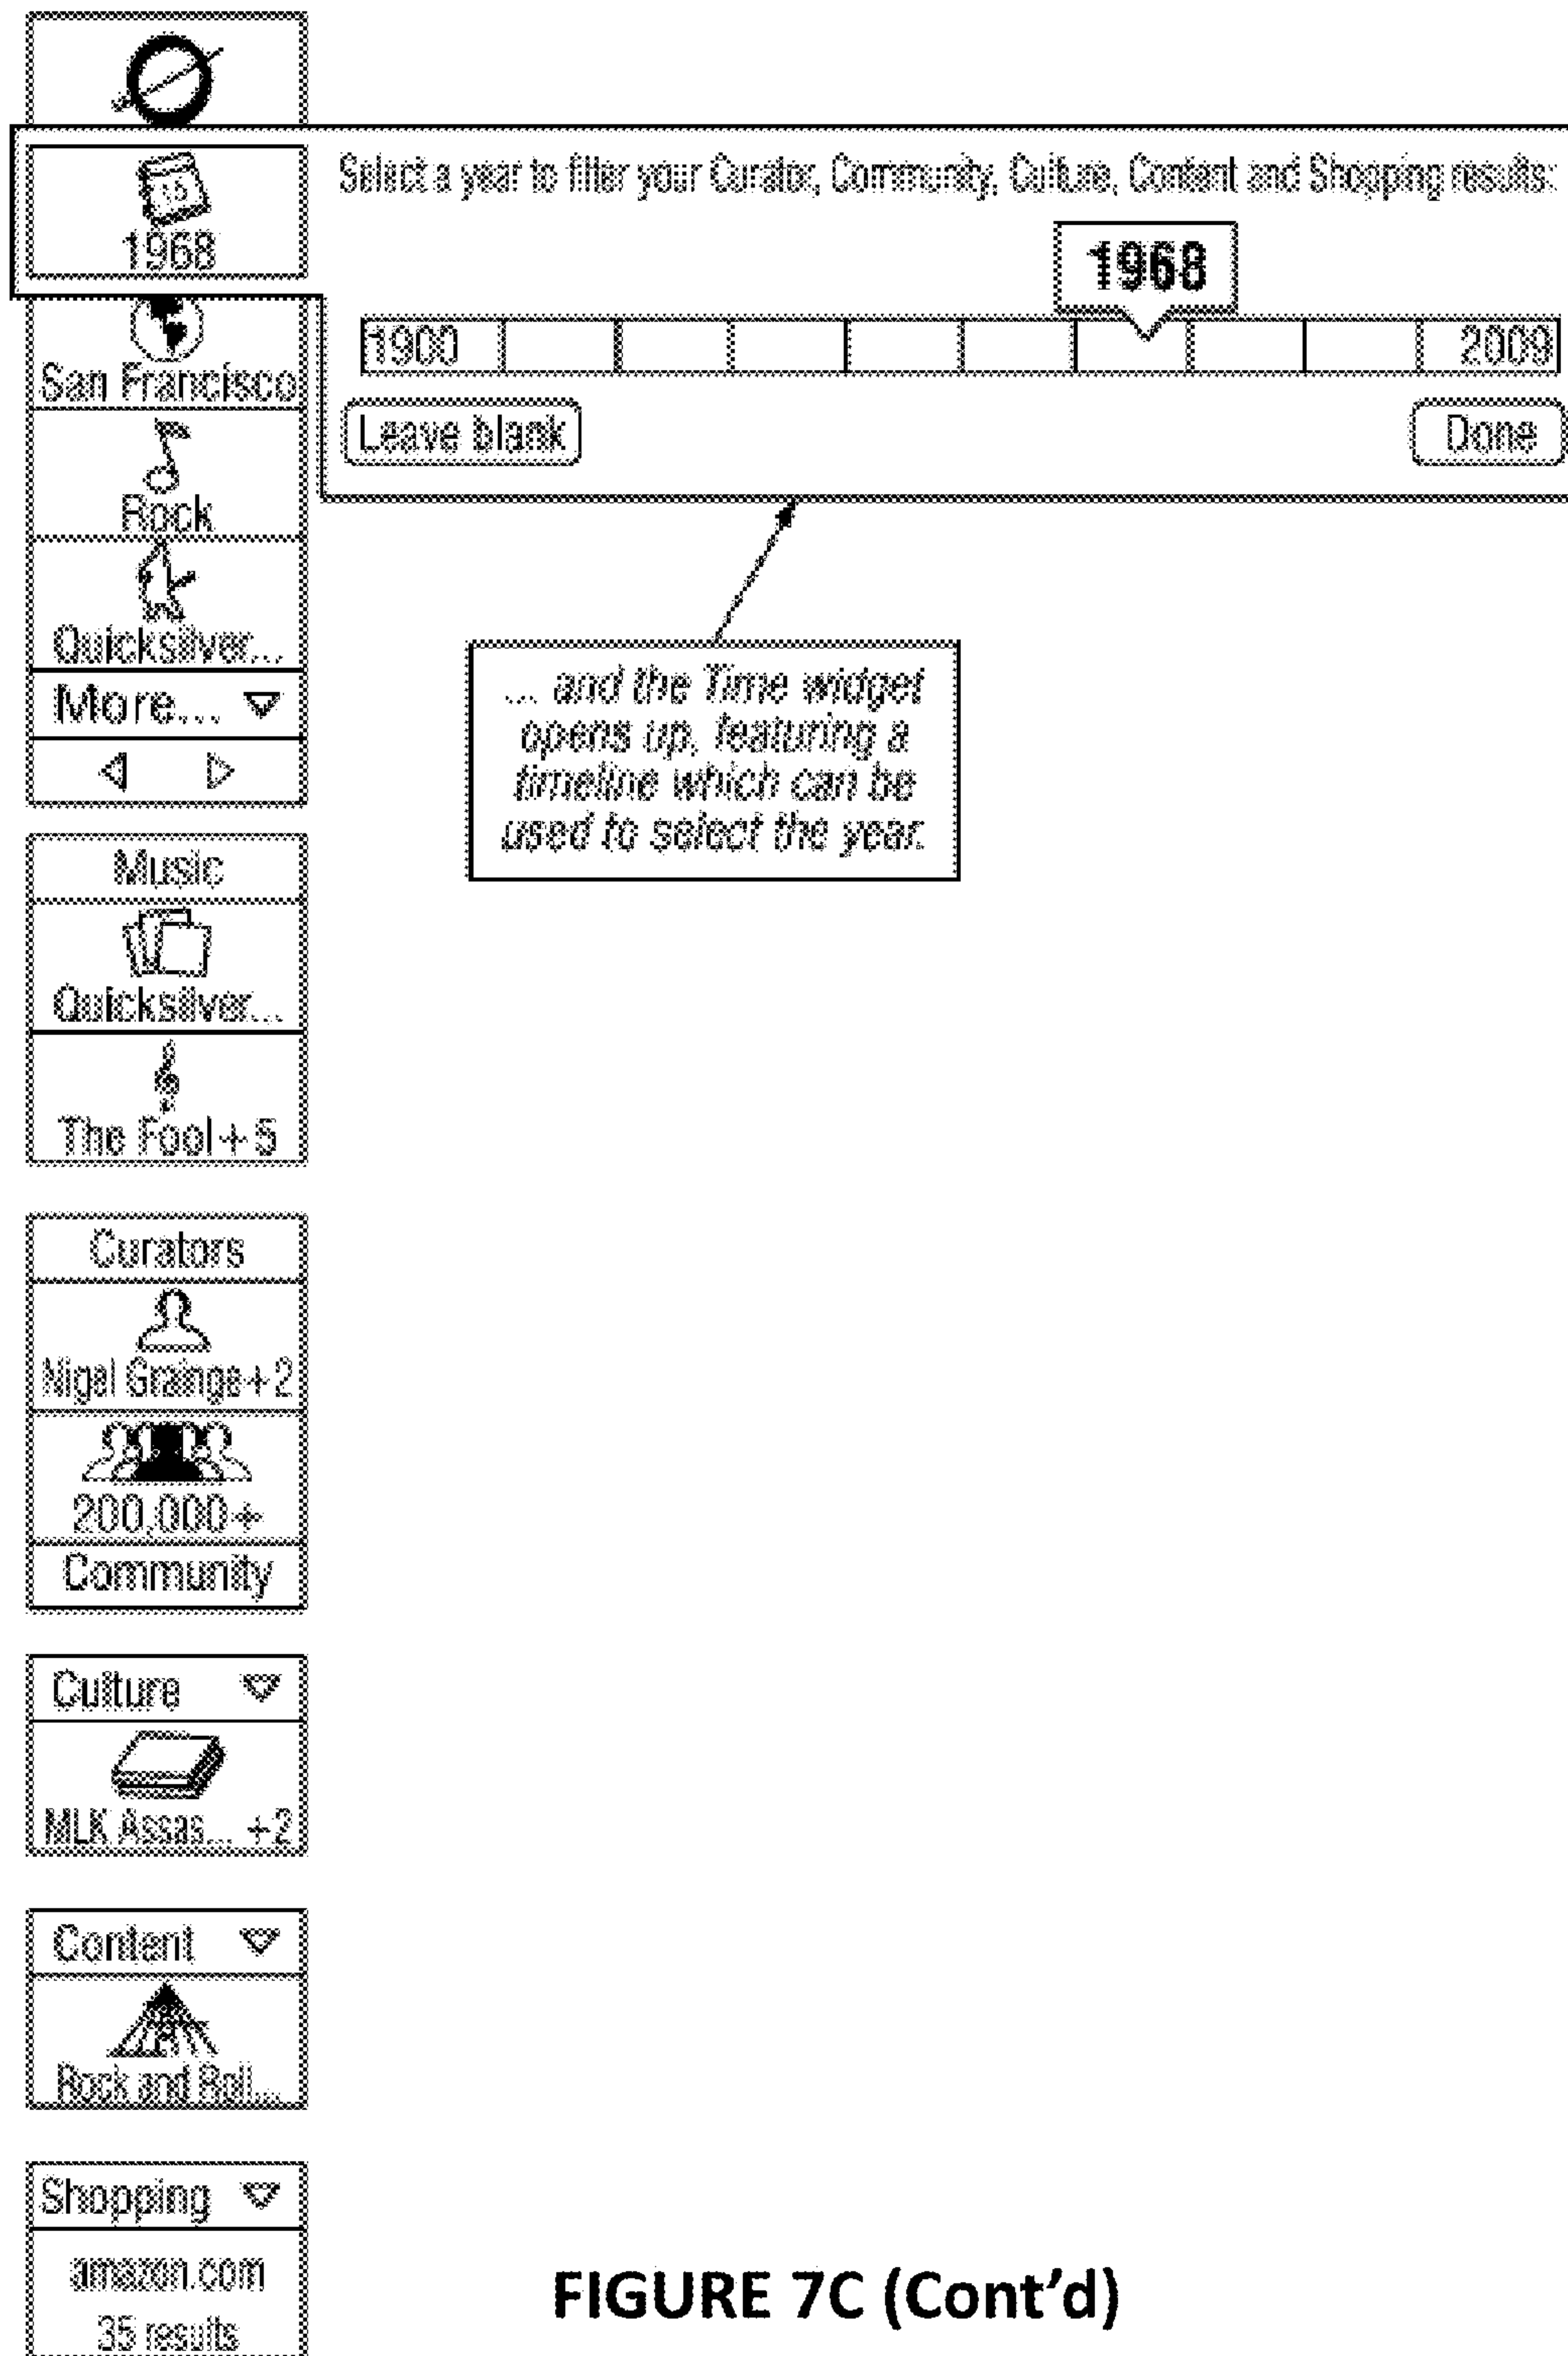 15
1968
Select a year to filter your Curator, Community, Culture, Content and Shopping results:
1968
1900
2009
Leave blank
Done
San Francisco
Rock
Quicksilver...
More...
... and the Time widget
opens up, featuring a
timeline which can be
used to select the year.
Music
Quicksilver...
The Fool+5
Curators
Nigel Grainge+2
200,000+
Community
Culture
MLK Assas... +2
Content
Rock and Roll...
Shopping
amazon.com
35 results
FIGURE 7C (Cont'd)